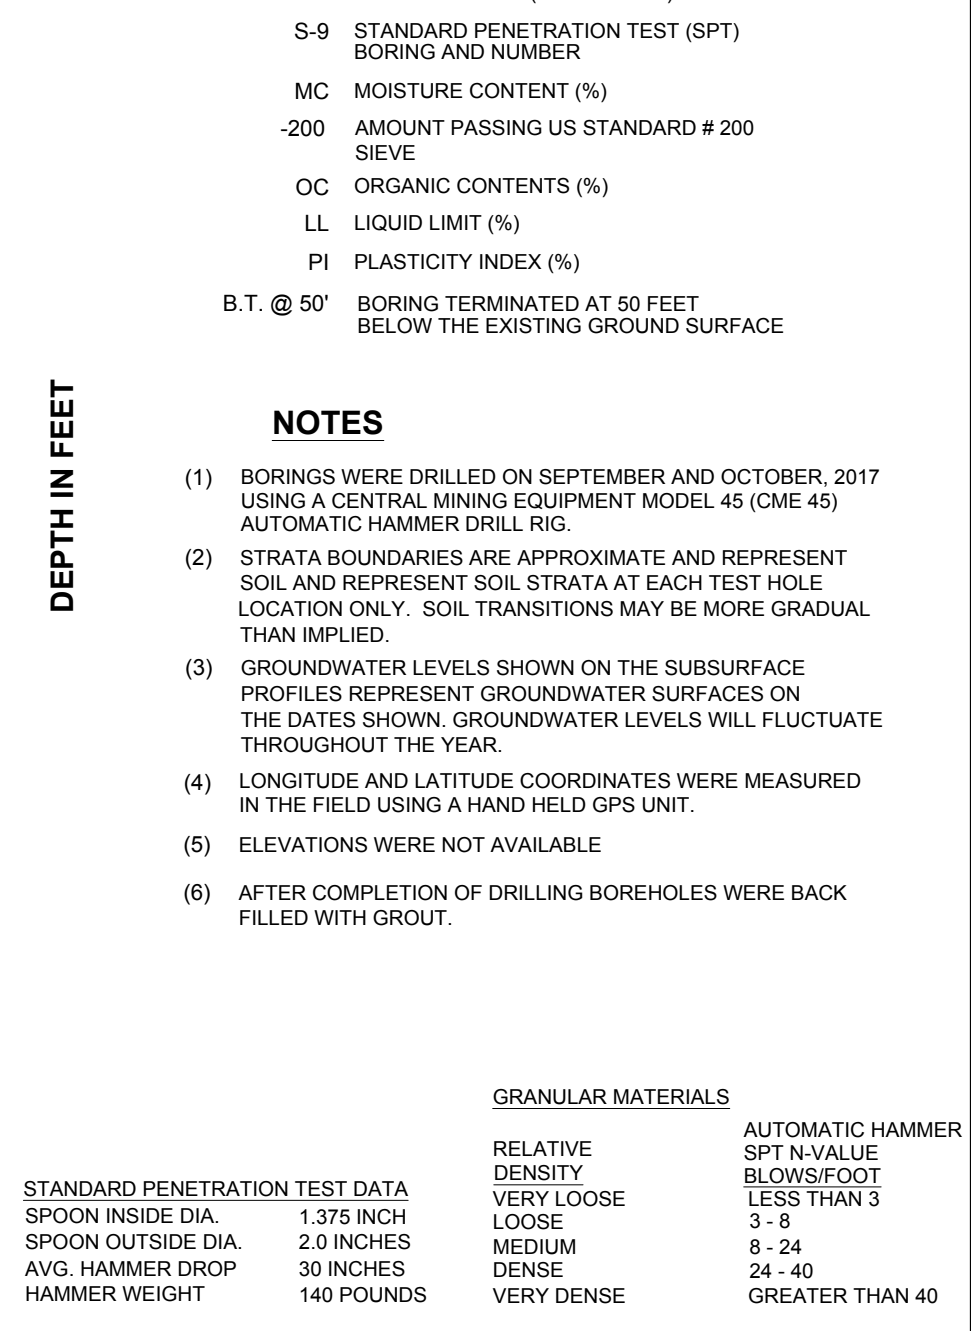 S-9 STANDARD PENETRATION TEST (SPT)
BORING AND NUMBER
MC MOISTURE CONTENT (%)
-200 AMOUNT PASSING US STANDARD # 200
SIEVE
OC ORGANIC CONTENTS (%)
LL LIQUID LIMIT (%)
PI PLASTICITY INDEX (%)
B.T. @ 50' BORING TERMINATED AT 50 FEET
BELOW THE EXISTING GROUND SURFACE
DEPTH IN FEET
NOTES
(1) BORINGS WERE DRILLED ON SEPTEMBER AND OCTOBER, 2017
USING A CENTRAL MINING EQUIPMENT MODEL 45 (CME 45)
AUTOMATIC HAMMER DRILL RIG.
(2) STRATA BOUNDARIES ARE APPROXIMATE AND REPRESENT
SOIL AND REPRESENT SOIL STRATA AT EACH TEST HOLE
LOCATION ONLY. SOIL TRANSITIONS MAY BE MORE GRADUAL
THAN IMPLIED.
(3) GROUNDWATER LEVELS SHOWN ON THE SUBSURFACE
PROFILES REPRESENT GROUNDWATER SURFACES ON
THE DATES SHOWN. GROUNDWATER LEVELS WILL FLUCTUATE
THROUGHOUT THE YEAR.
(4) LONGITUDE AND LATITUDE COORDINATES WERE MEASURED
IN THE FIELD USING A HAND HELD GPS UNIT.
(5) ELEVATIONS WERE NOT AVAILABLE
(6) AFTER COMPLETION OF DRILLING BOREHOLES WERE BACK
FILLED WITH GROUT.
STANDARD PENETRATION TEST DATA
SPOON INSIDE DIA. 1.375 INCH
SPOON OUTSIDE DIA. 2.0 INCHES
AVG. HAMMER DROP 30 INCHES
HAMMER WEIGHT 140 POUNDS
GRANULAR MATERIALS
RELATIVE
DENSITY
AUTOMATIC HAMMER
SPT N-VALUE
BLOWS/FOOT
VERY LOOSE LESS THAN 3
LOOSE 3 - 8
MEDIUM 8 - 24
DENSE 24 - 40
VERY DENSE GREATER THAN 40